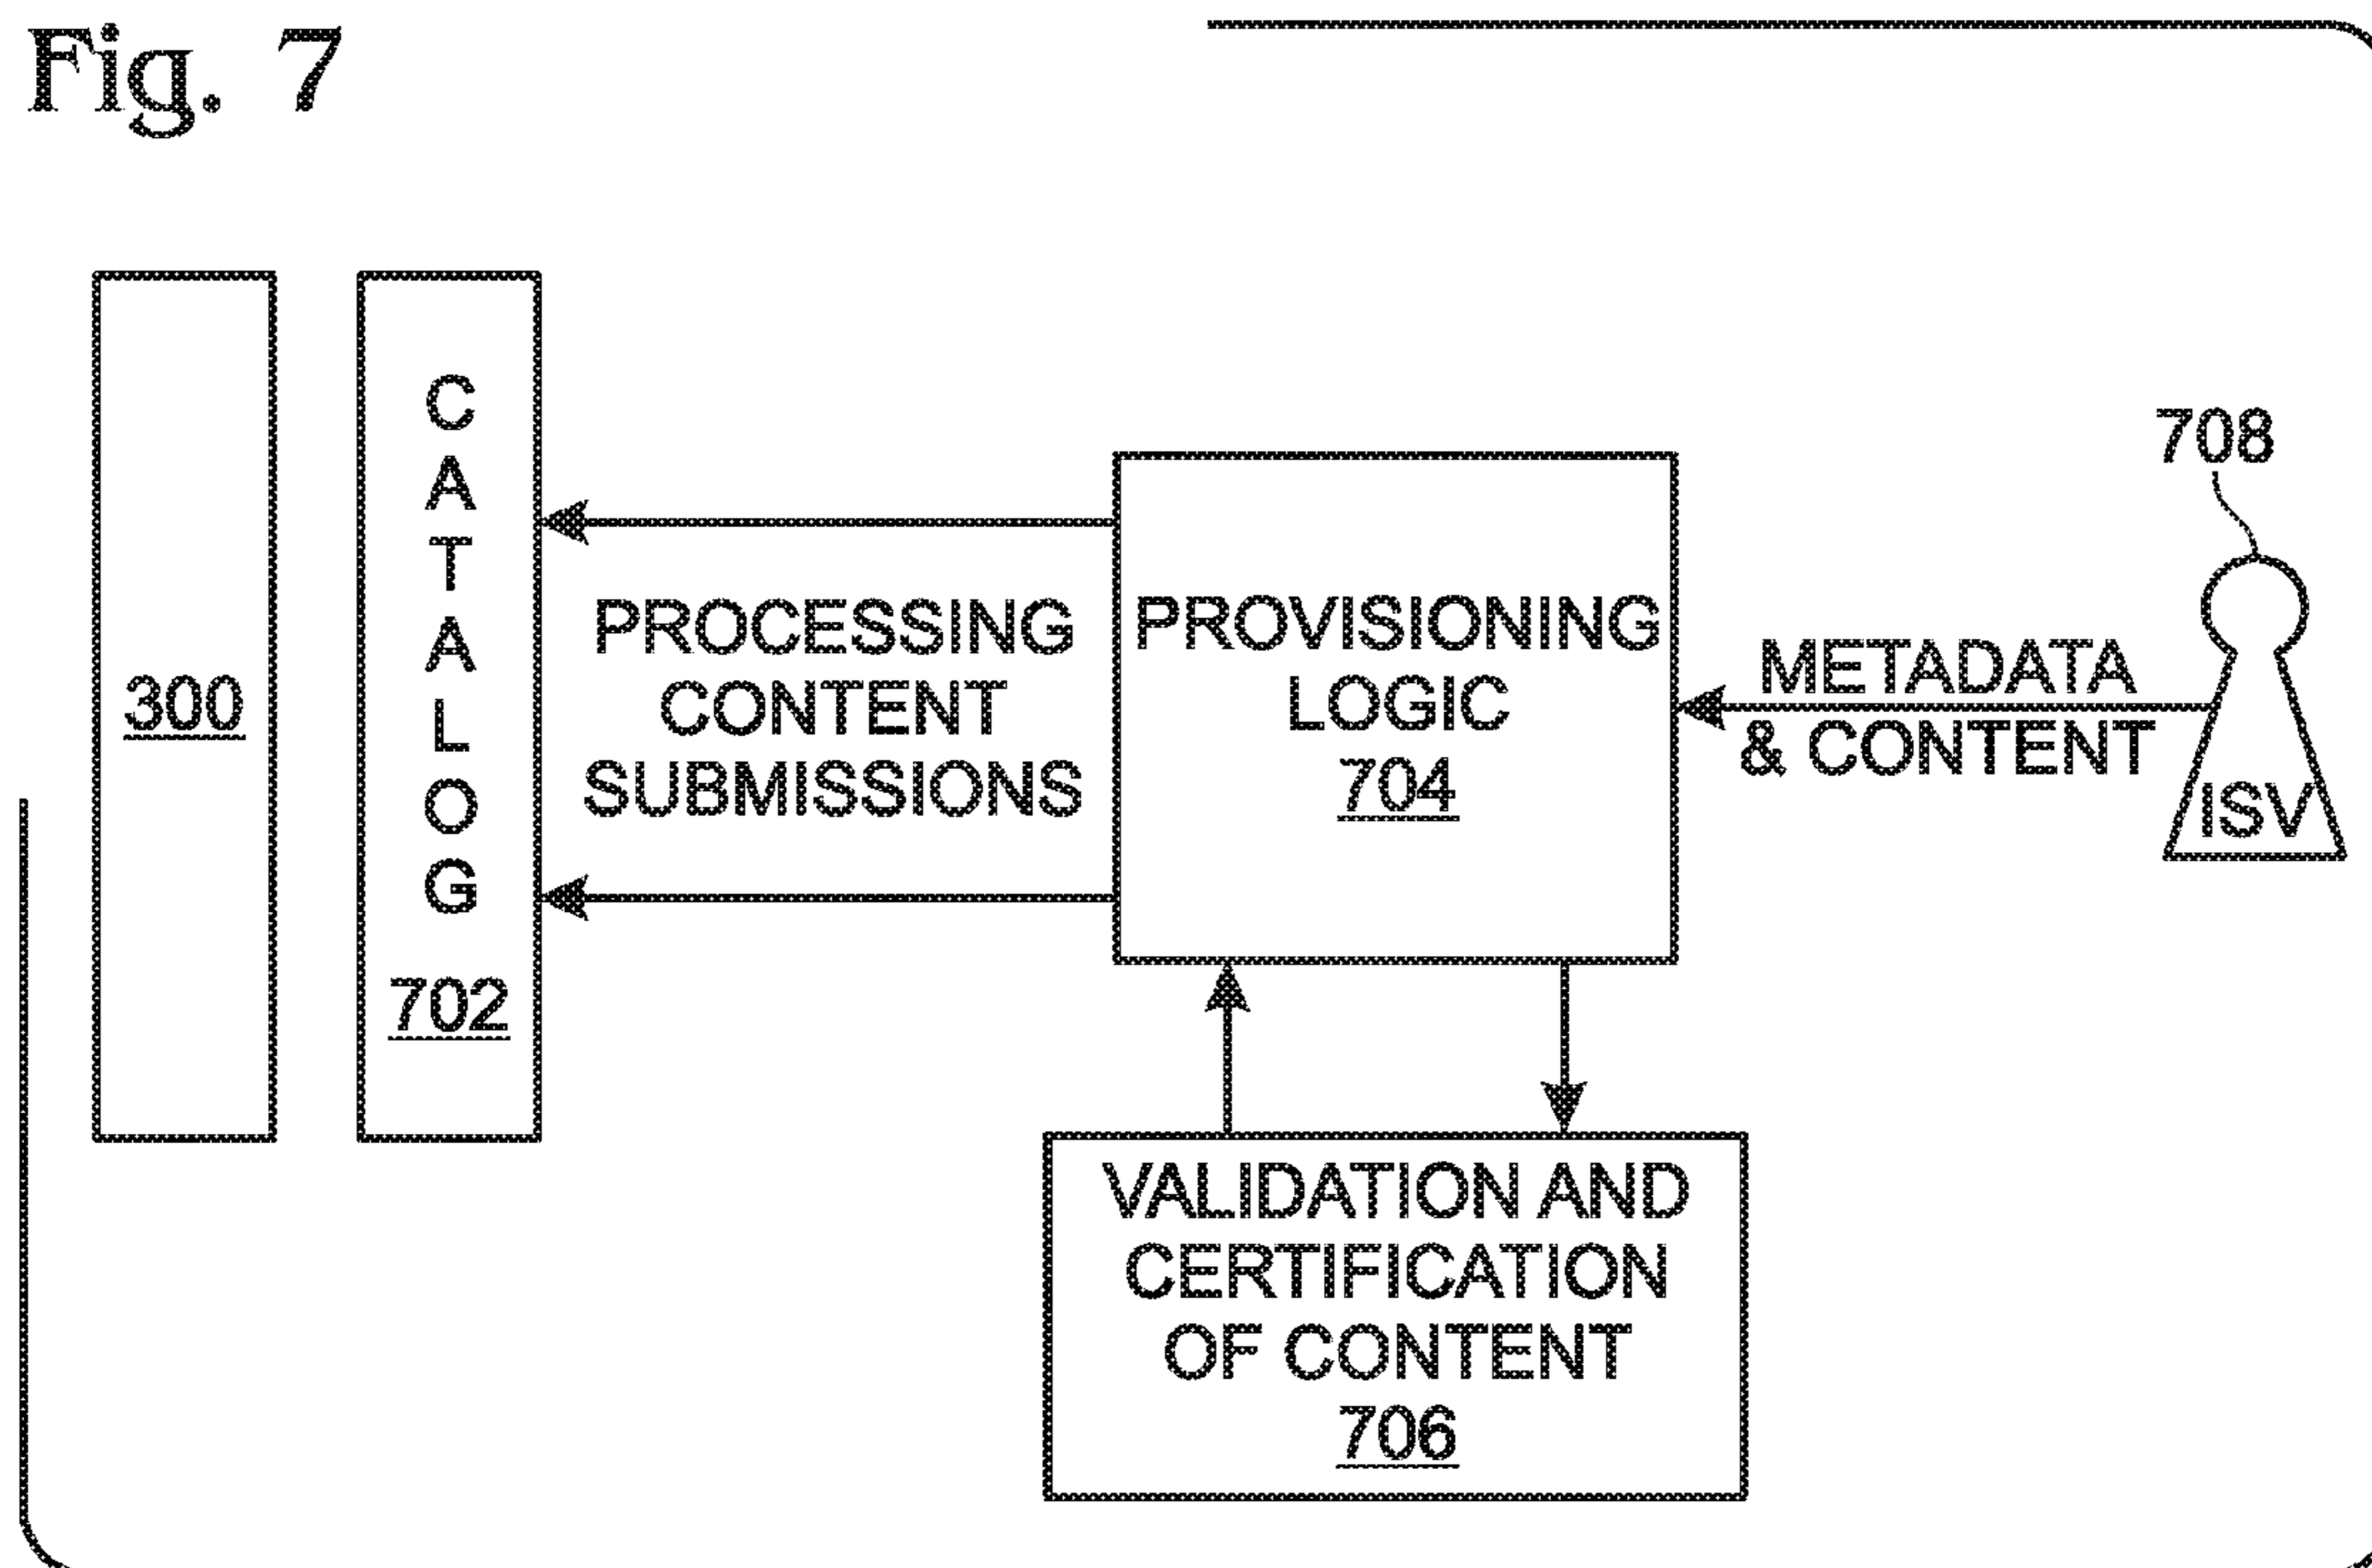 Fig. 7
300
CATALOG
702
PROCESSING
CONTENT
SUBMISSIONS
PROVISIONING
LOGIC
704
METADATA
& CONTENT
708
ISV
VALIDATION AND
CERTIFICATION
OF CONTENT
706